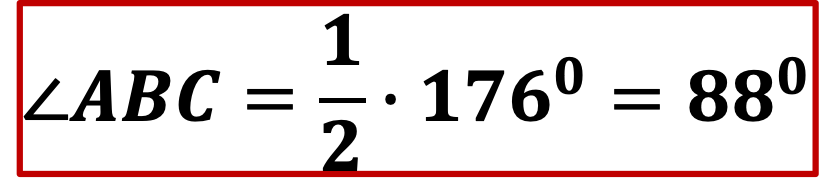 ∠ABC = 1/2 · 176⁰ = 88⁰